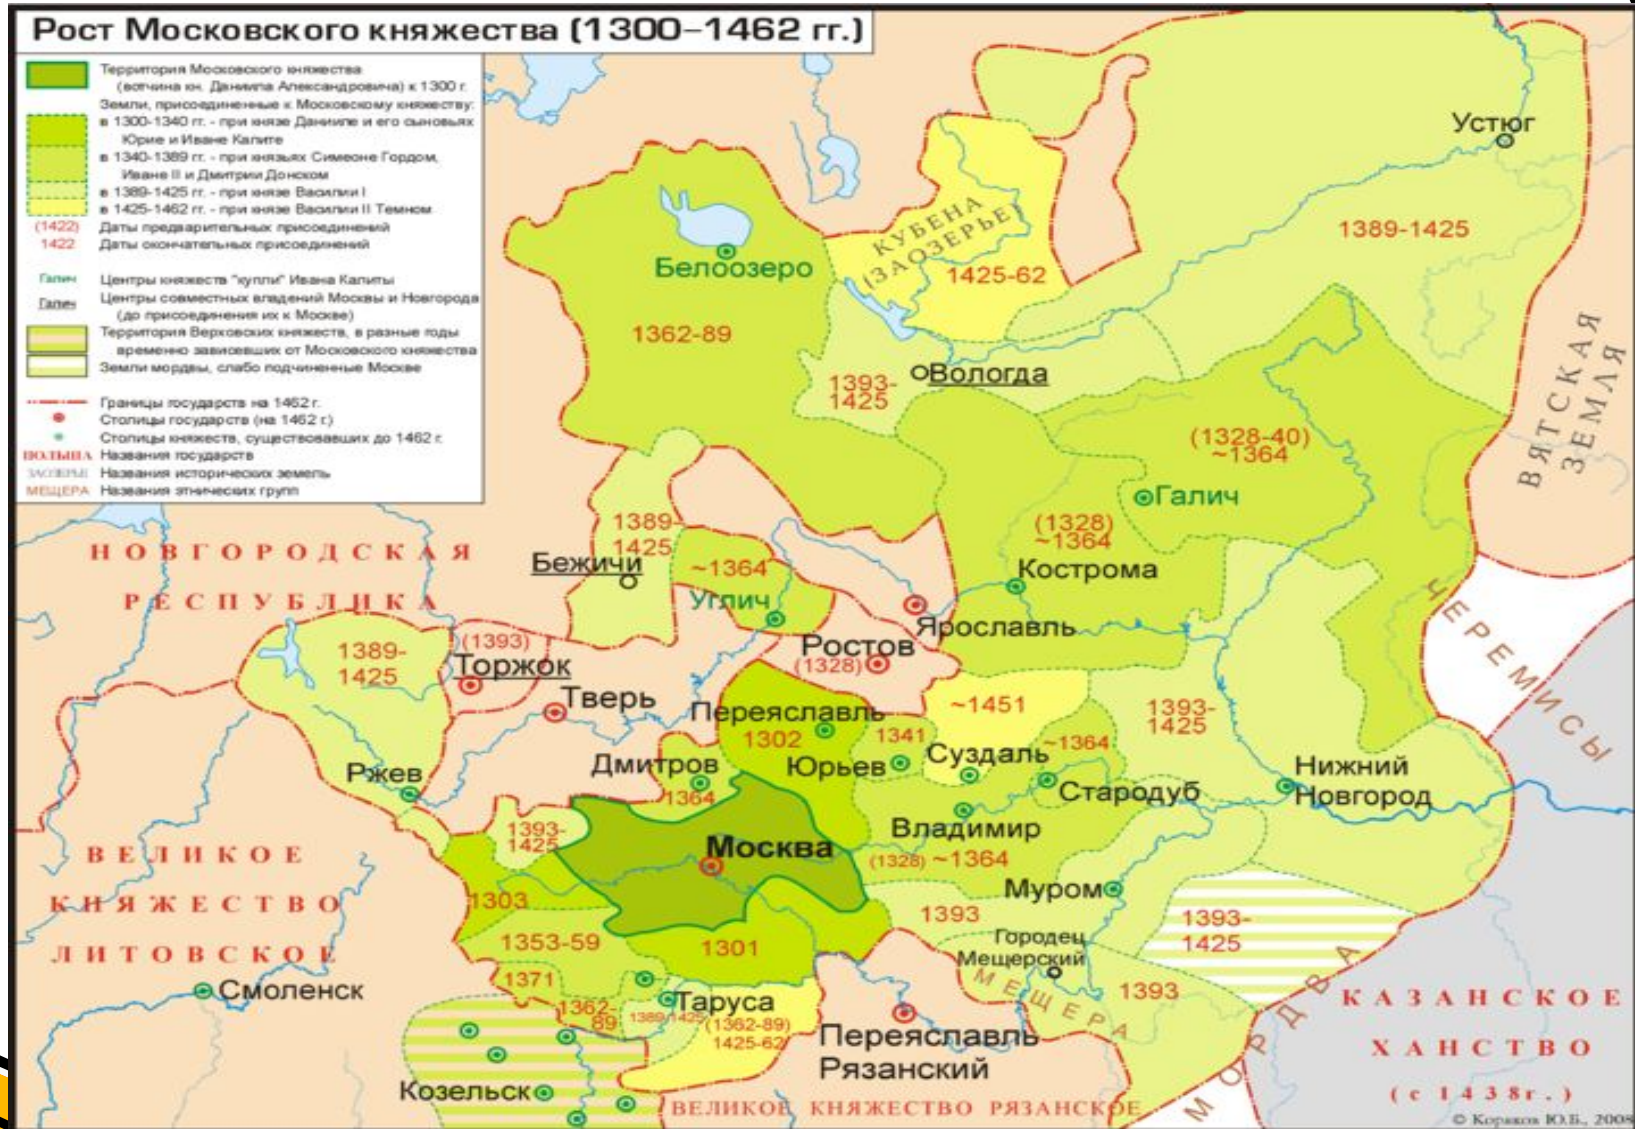 Рост Московского княжества (1300–1462 гг.)
Территория Московского княжества
(вотчина кн. Даниила Александровича) к 1300 г.
Земли, присоединенные к Московскому княжеству:
в 1300-1340 гг. - при князе Данииле и его сыновьях
Юрие и Иване Калите
в 1340-1389 гг. - при князьях Симеоне Гордом,
Иване II и Дмитрии Донском
в 1389-1425 гг. - при князе Василии I
в 1425-1462 гг. - при князе Василии II Темном
(1422) Даты предварительных присоединений
1422 Даты окончательных присоединений
Галич Центры княжеств "купли" Ивана Калиты
Галич Центры совместных владений Москвы и Новгорода
(до присоединения их к Москве)
Территория Верховских княжеств, в разные годы
временно зависевших от Московского княжества
Земли мордвы, слабо подчиненные Москве
Границы государств на 1462 г.
Столицы государств (на 1462 г.)
Столицы княжеств, существовавших до 1462 г.
ПОЛЬША Названия государств
ЗАОЗЕРЬЕ Названия исторических земель
МЕЩЕРА Названия этнических групп
Устюг
1389-1425
КУБЕНА
(ЗАОЗЕРЬЕ)
1425-62
Белоозеро
1362-89
ВЯТСКАЯ
ЗЕМЛЯ
Вологда
1393-
1425
(1328-40)
~1364
Галич
(1328)
~1364
Кострома
1389-
1425
Бежичи
~1364
Углич
НОВГОРОДСКАЯ
РЕСПУБЛИКА
ЧЕРЕМИСЫ
Ярославль
Ростов
(1328)
1389-
1425
(1393)
Торжок
Тверь
~1451
1393-
1425
Переяславль
1302
1341
Юрьев
Суздаль
~1364
Стародуб
Нижний
Новгород
Дмитров
1364
Ржев
1393-
1425
Москва
Владимир
(1328) ~1364
Муром
ВЕЛИКОЕ
КНЯЖЕСТВО
ЛИТОВСКОЕ
1303
1393
1393-
1425
1353-59
1301
Городец
Мещерский
МЕЩЕРА
1393
МОРДВА
Смоленск
1371
1362-
89
1389-1425
Таруса
(1362-89)
1425-62
Переяславль
Рязанский
КАЗАНСКОЕ
ХАНСТВО
(с 1438г.)
Козельск
ВЕЛИКОЕ КНЯЖЕСТВО РЯЗАНСКОЕ
© Коряков Ю.Б., 2008